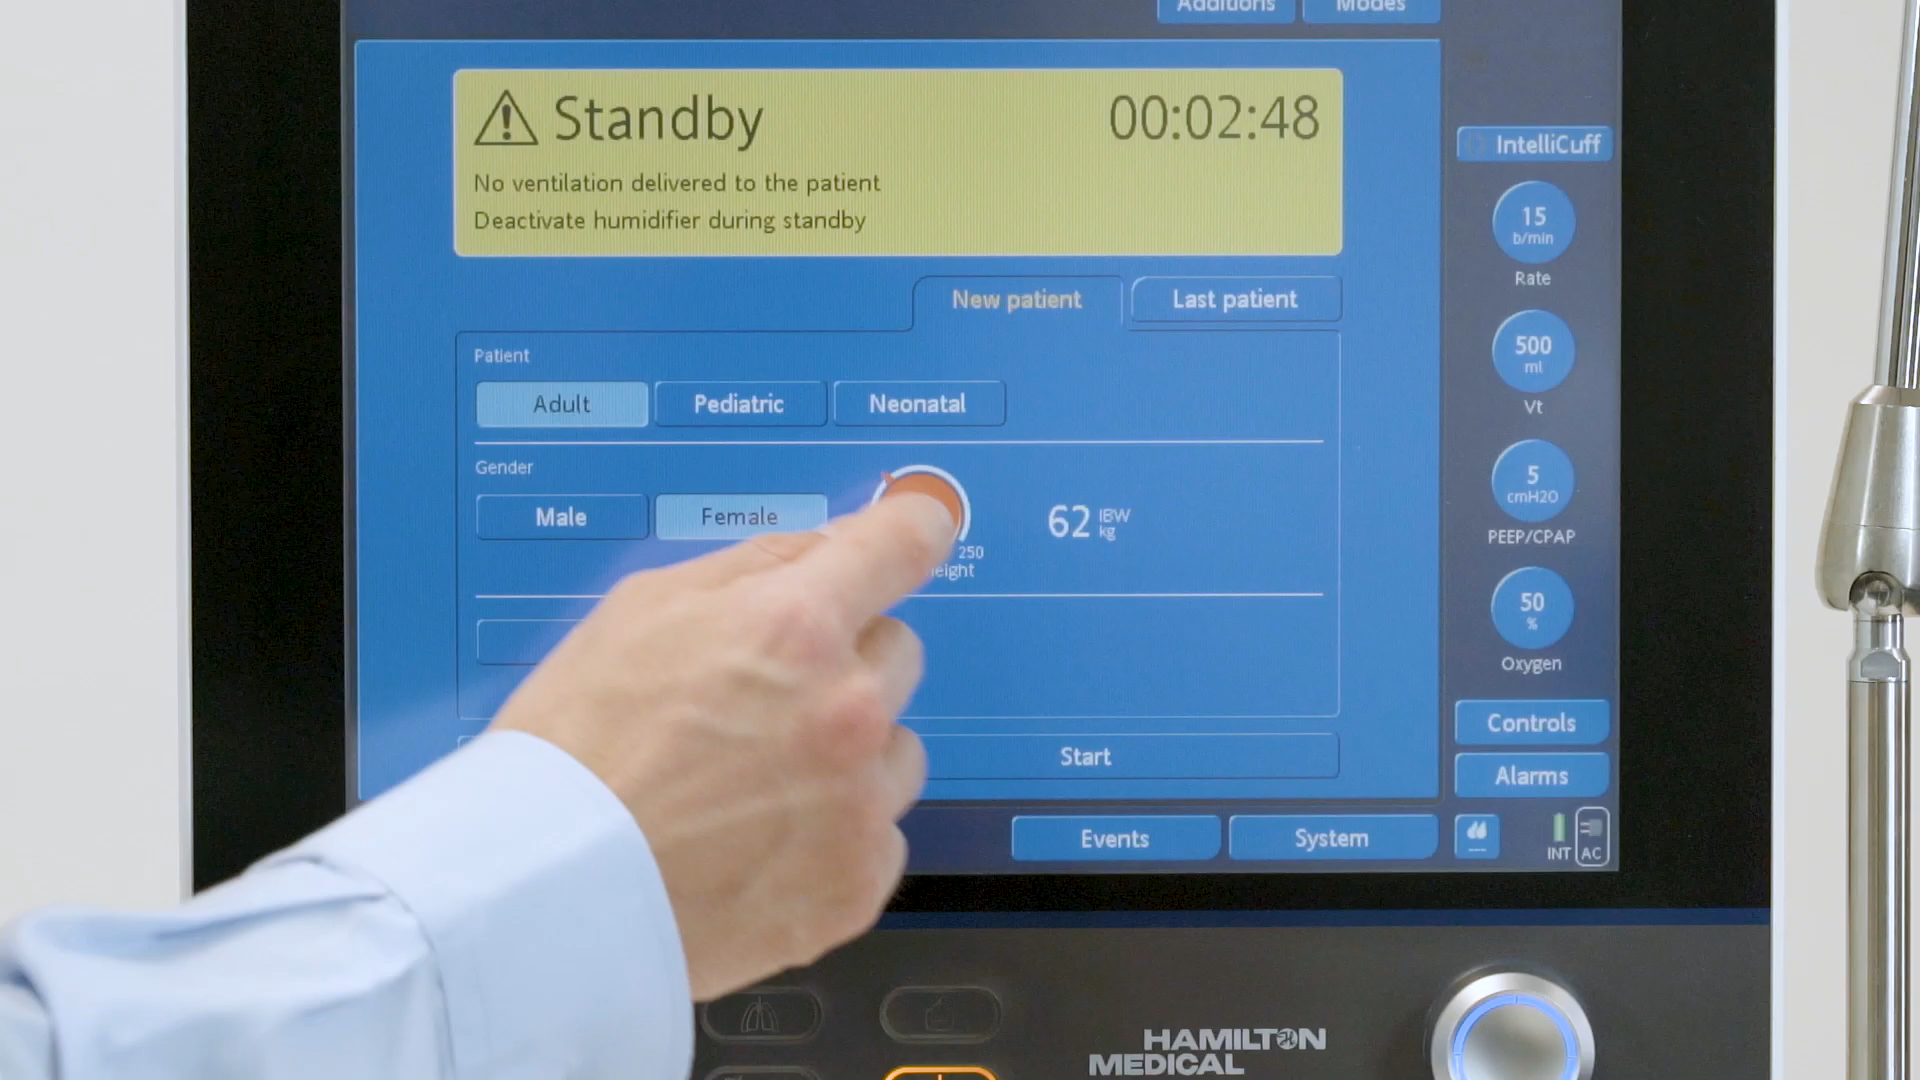 Additions
Modes
Standby
00:02:48
No ventilation delivered to the patient
Deactivate humidifier during standby
IntelliCuff
15
b/min
Rate
New patient
Last patient
500
ml
Vt
Patient
Adult
Pediatric
Neonatal
5
cmH2O
PEEP/CPAP
Gender
Male
Female
62
IBW
kg
250
50
%
Oxygen
Controls
Start
Alarms
Events
System
INT
AC
HAMILTON
MEDICAL